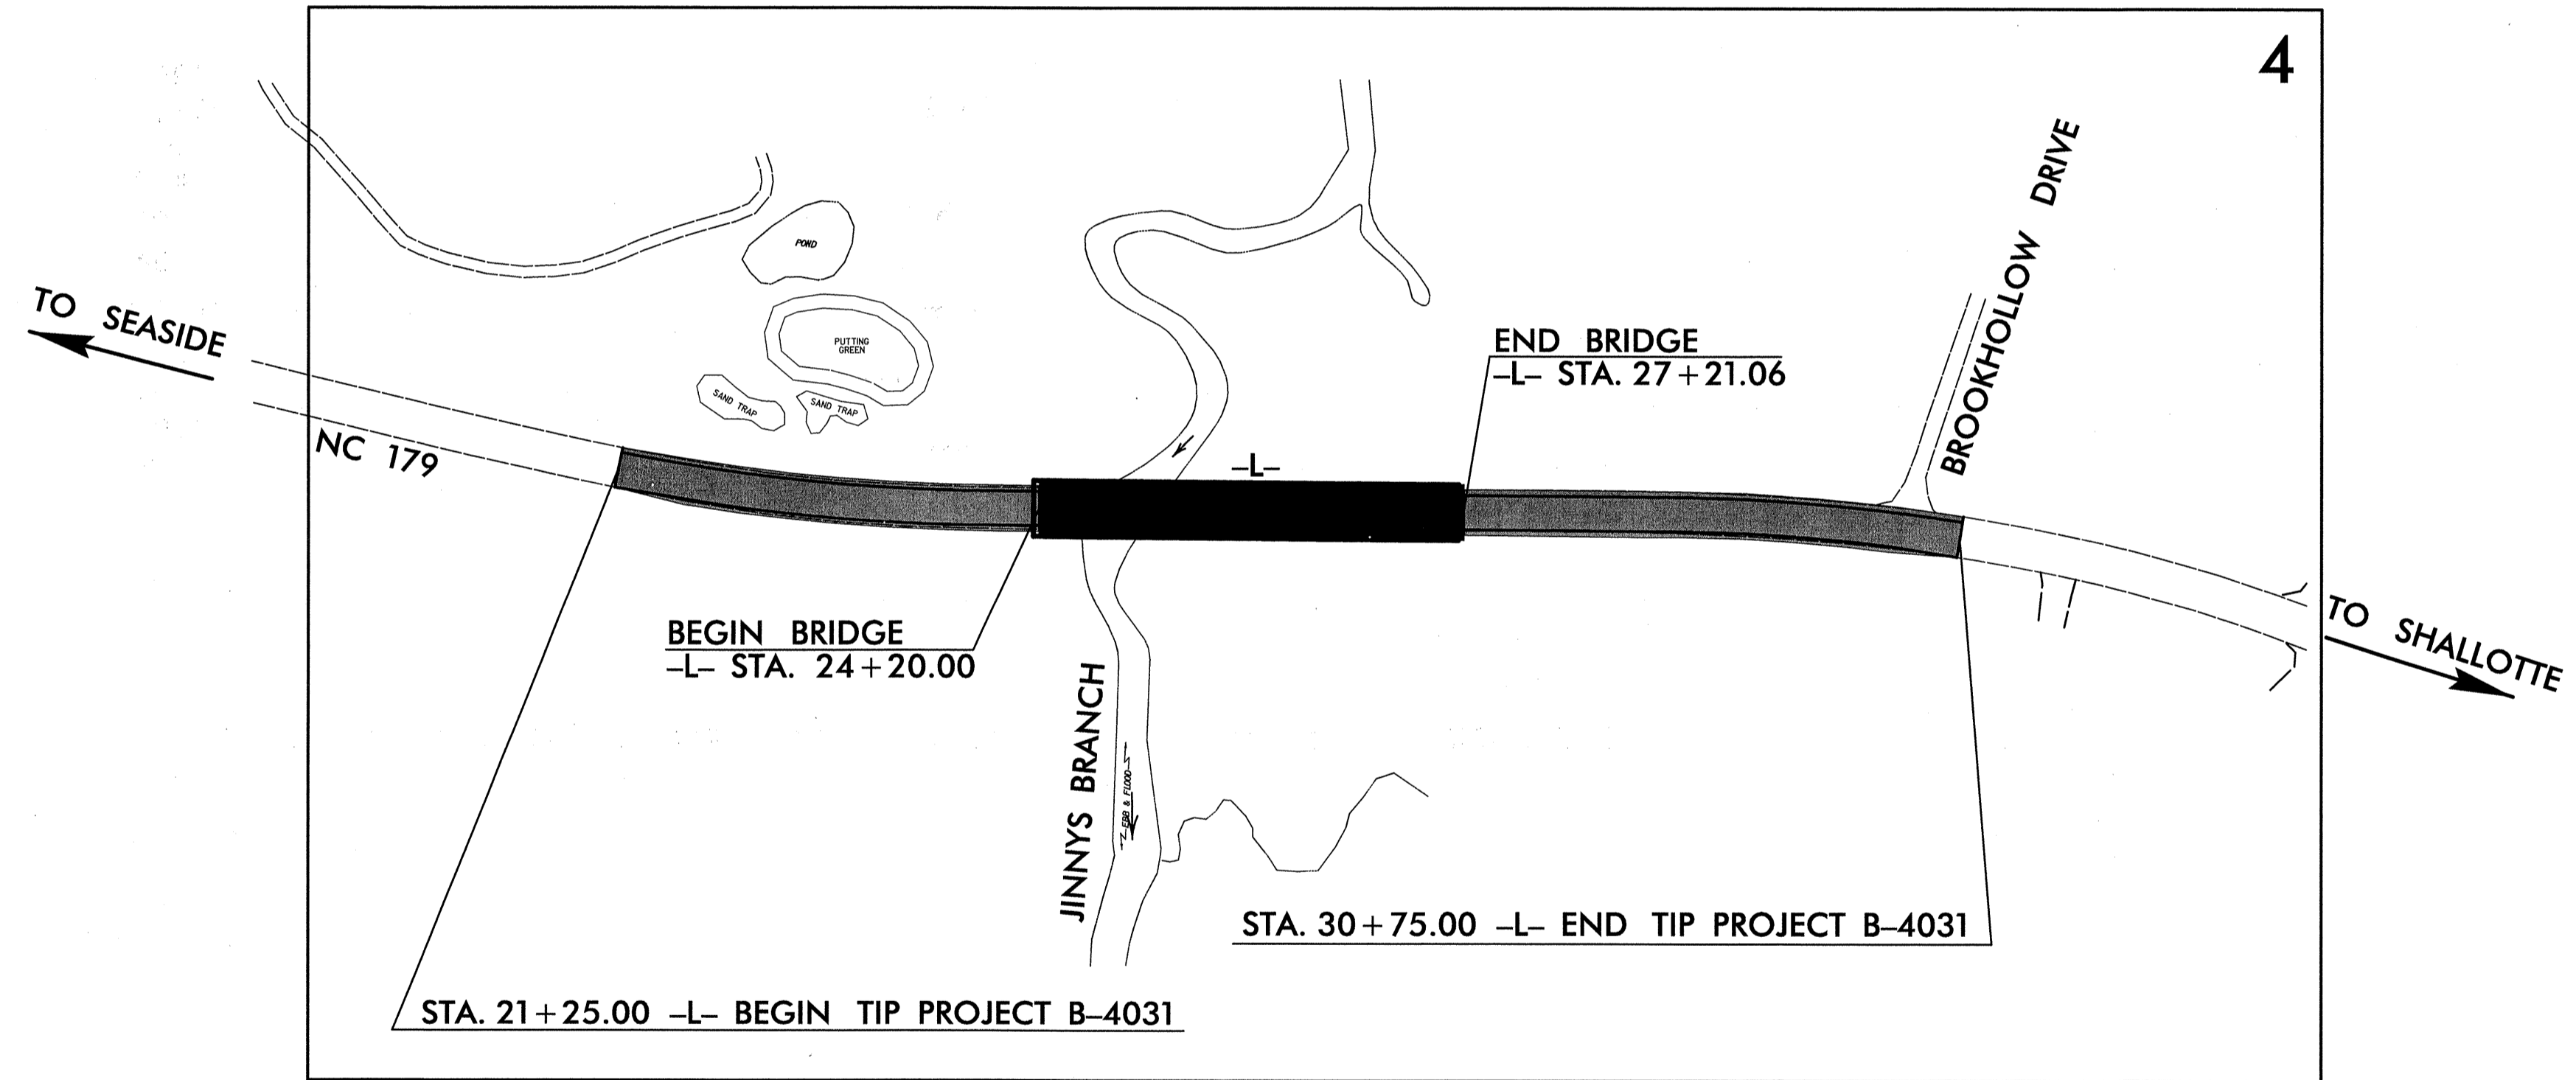 4
BROOKHOLLOW DRIVE
POND
TO SEASIDE
PUTTING
GREEN
END BRIDGE
–L– STA. 27+21.06
SAND TRAP
SAND TRAP
NC 179
–L–
BEGIN BRIDGE
–L– STA. 24+20.00
TO SHALLOTTE
JINNYS BRANCH
EBB & FLOOD
STA. 30+75.00 –L– END TIP PROJECT B–4031
STA. 21+25.00 –L– BEGIN TIP PROJECT B–4031